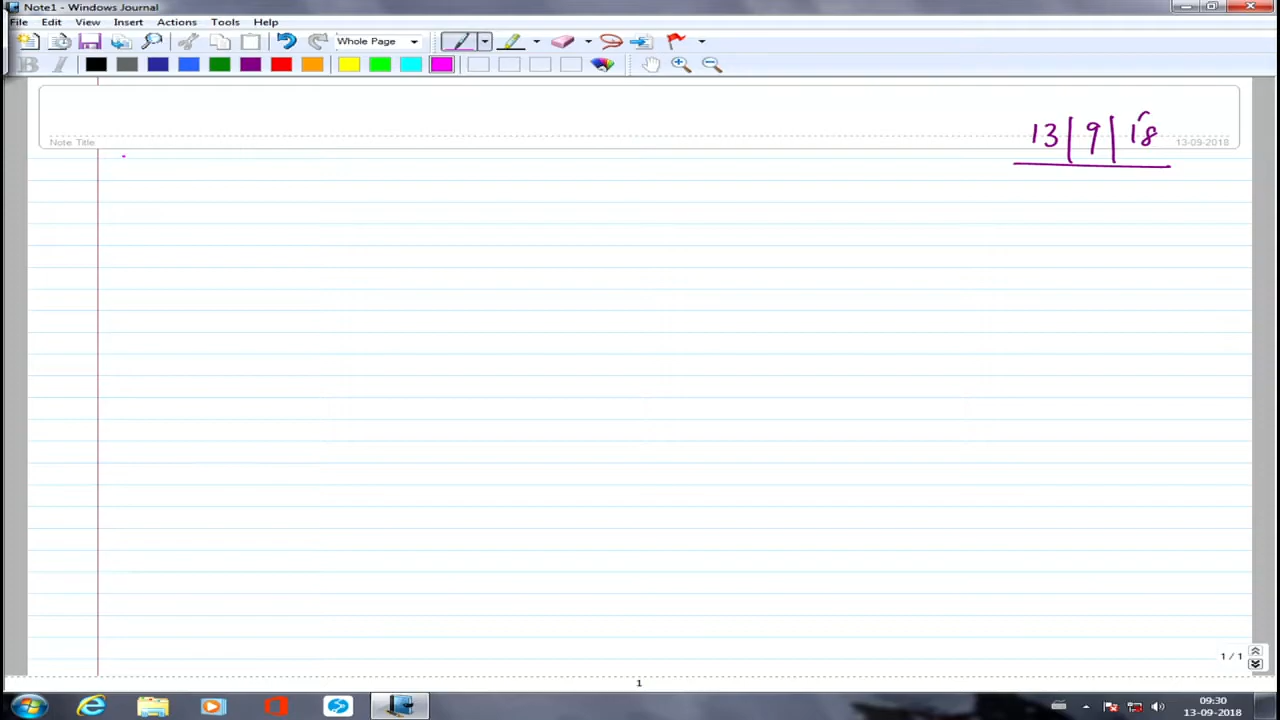 Note1 - Windows Journal
File Edit View Insert Actions Tools Help
Whole Page
B I
13|9|18
Note Title
13-09-2018
1 / 1
1
09:30
13-09-2018